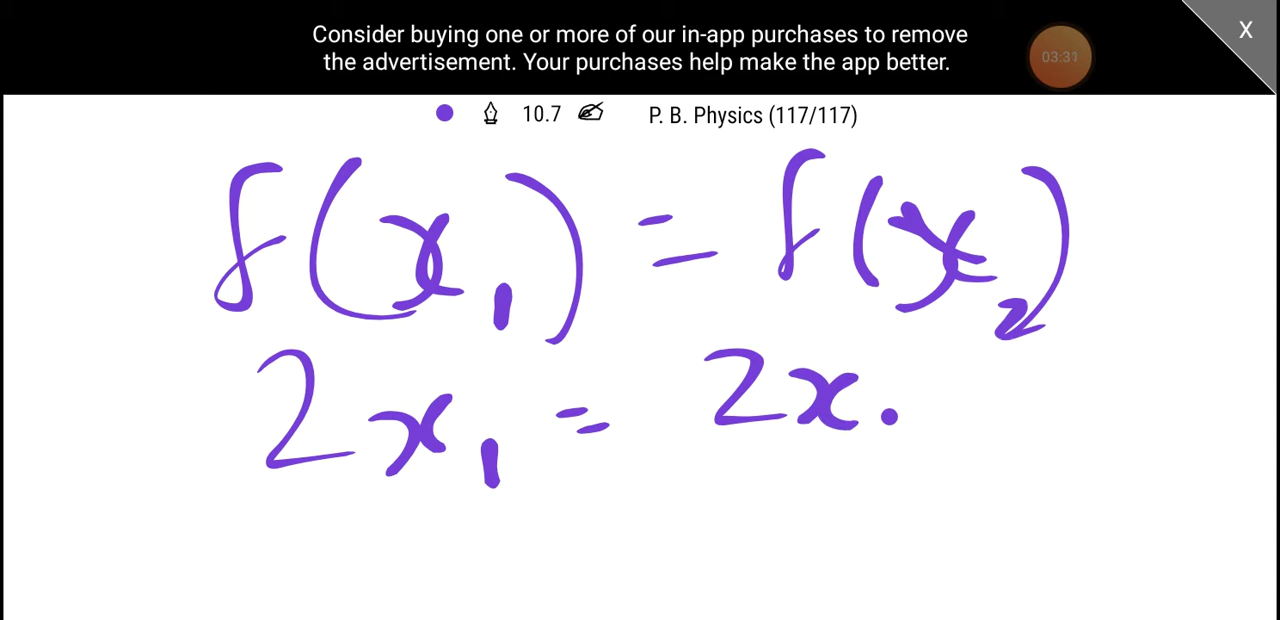 Consider buying one or more of our in-app purchases to remove
the advertisement. Your purchases help make the app better.
03:31
X
10.7 P. B. Physics (117/117)
f(x₁) = f(x₂)
2x₁ = 2x.